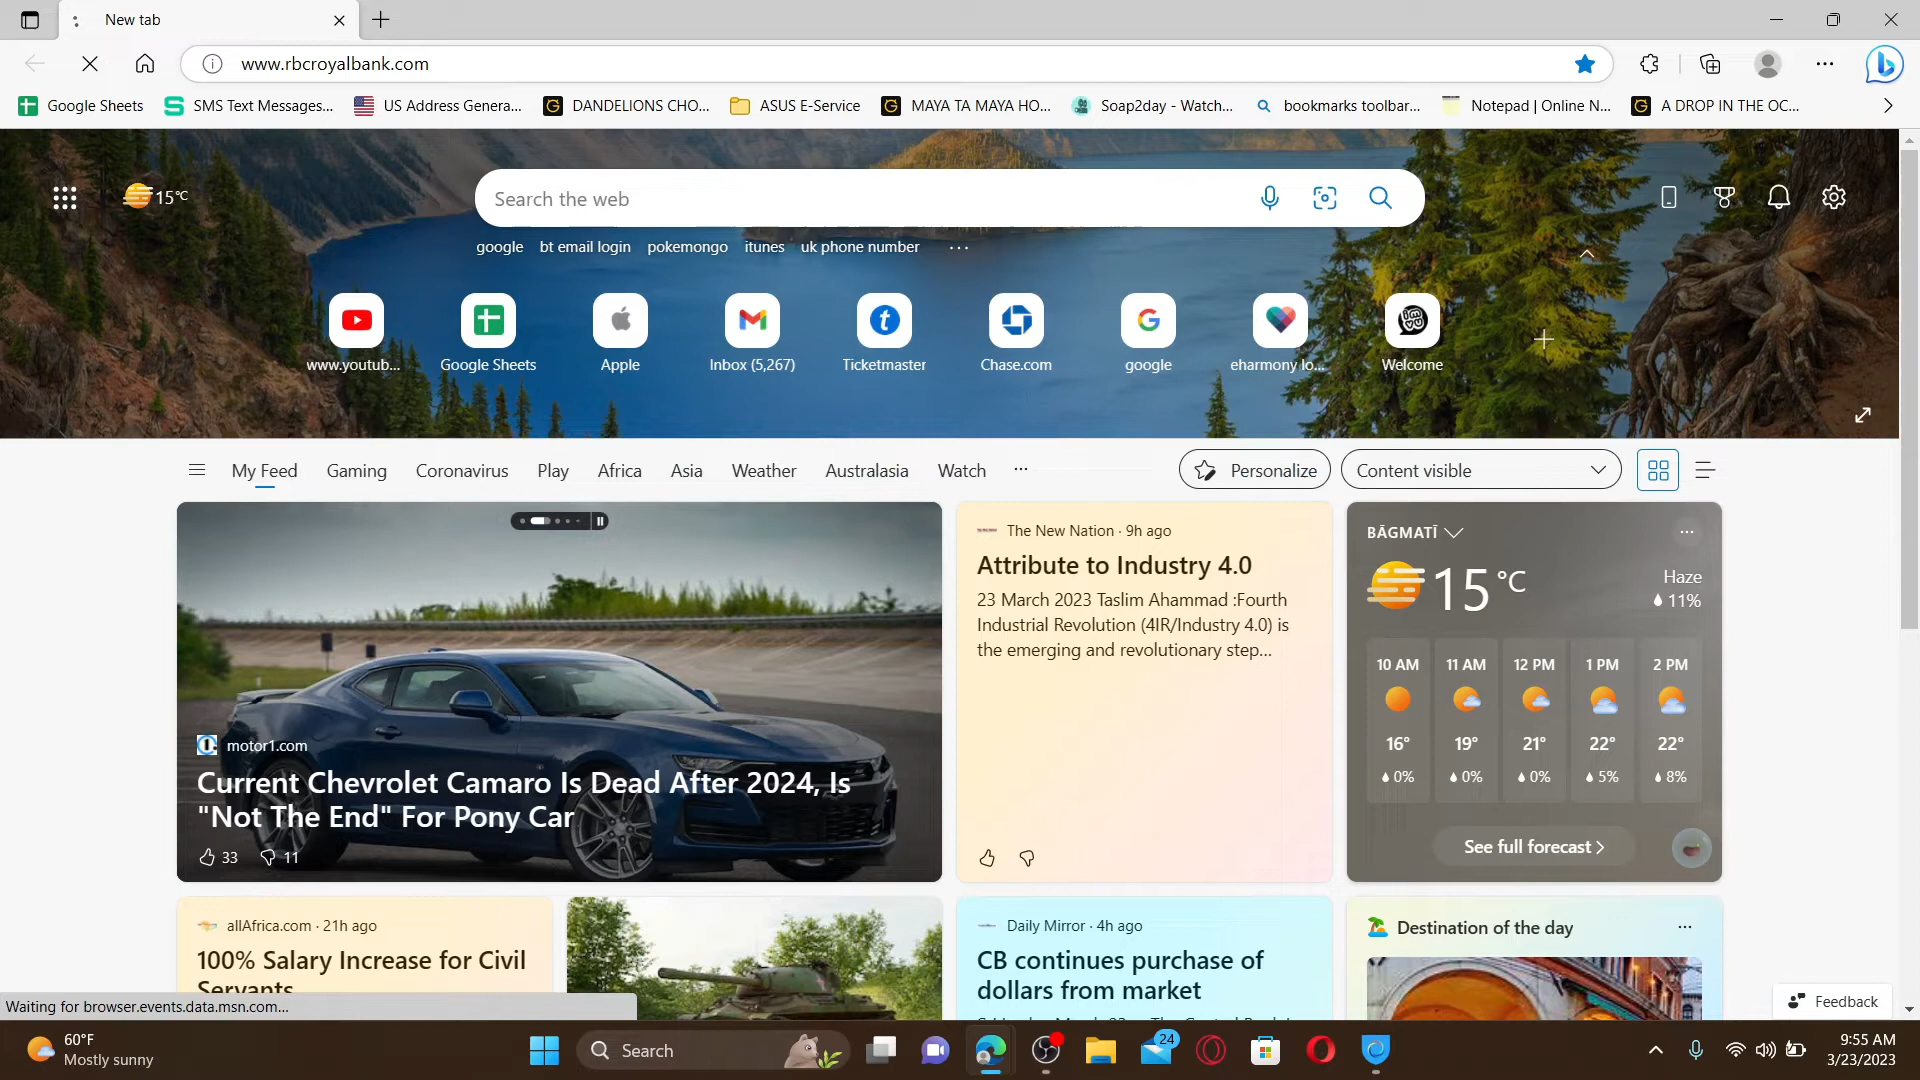 New tab
www.rbcroyalbank.com
Google Sheets
SMS Text Messages...
US Address Genera...
DANDELIONS CHO...
ASUS E-Service
MAYA TA MAYA HO...
Soap2day - Watch...
bookmarks toolbar...
Notepad | Online N...
A DROP IN THE OC...
15°C
Search the web
google
bt email login
pokemongo
itunes
uk phone number
www.youtub...
Google Sheets
Apple
Inbox (5,267)
Ticketmaster
Chase.com
google
eharmony lo...
Welcome
My Feed
Gaming
Coronavirus
Play
Africa
Asia
Weather
Australasia
Watch
Personalize
Content visible
motor1.com
Current Chevrolet Camaro Is Dead After 2024, Is
"Not The End" For Pony Car
33
11
The New Nation · 9h ago
Attribute to Industry 4.0
23 March 2023 Taslim Ahammad :Fourth
Industrial Revolution (4IR/Industry 4.0) is
the emerging and revolutionary step...
BĀGMATĪ
15 °C
Haze
11%
10 AM
11 AM
12 PM
1 PM
2 PM
16°
19°
21°
22°
22°
0%
0%
0%
5%
8%
See full forecast
allAfrica.com · 21h ago
100% Salary Increase for Civil
Servants
Daily Mirror · 4h ago
CB continues purchase of
dollars from market
Destination of the day
Waiting for browser.events.data.msn.com...
Feedback
60°F
Mostly sunny
Search
24
9:55 AM
3/23/2023